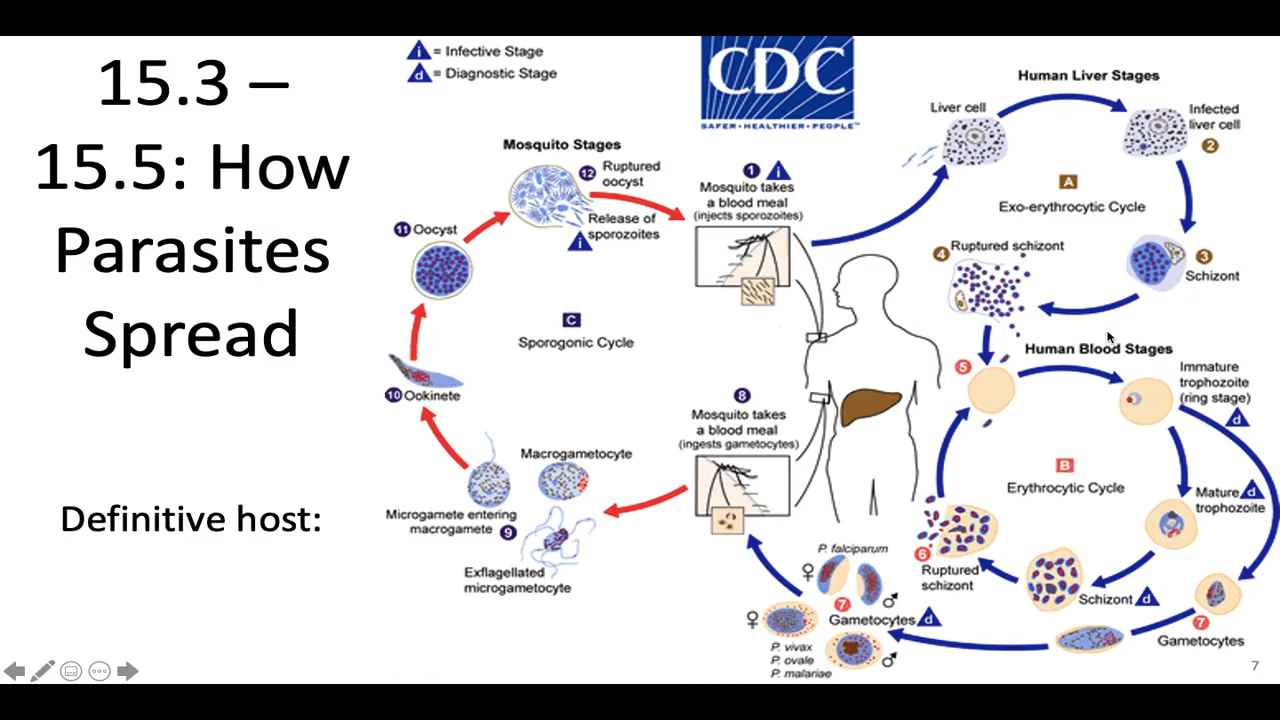 15.3 –
15.5: How
Parasites
Spread
Definitive host:
i = Infective Stage
d = Diagnostic Stage
CDC
SAFER • HEALTHIER • PEOPLE™
Mosquito Stages
12 Ruptured
oocyst
Release of
sporozoites
i
11 Oocyst
C
Sporogonic Cycle
10 Ookinete
Macrogametocyte
Microgamete entering
macrogamete 9
Exflagellated
microgametocyte
1 i
Mosquito takes
a blood meal
(injects sporozoites)
8
Mosquito takes
a blood meal
(ingests gametocytes)
Human Liver Stages
Liver cell
Infected
liver cell
2
A
Exo-erythrocytic Cycle
4 Ruptured schizont
3
Schizont
Human Blood Stages
5
Immature
trophozoite
(ring stage)
d
B
Erythrocytic Cycle
Mature d
trophozoite
6
Ruptured
schizont
Schizont d
7
Gametocytes
P. falciparum
♀
♂
7
Gametocytes d
♀
♂
P. vivax
P. ovale
P. malariae
7